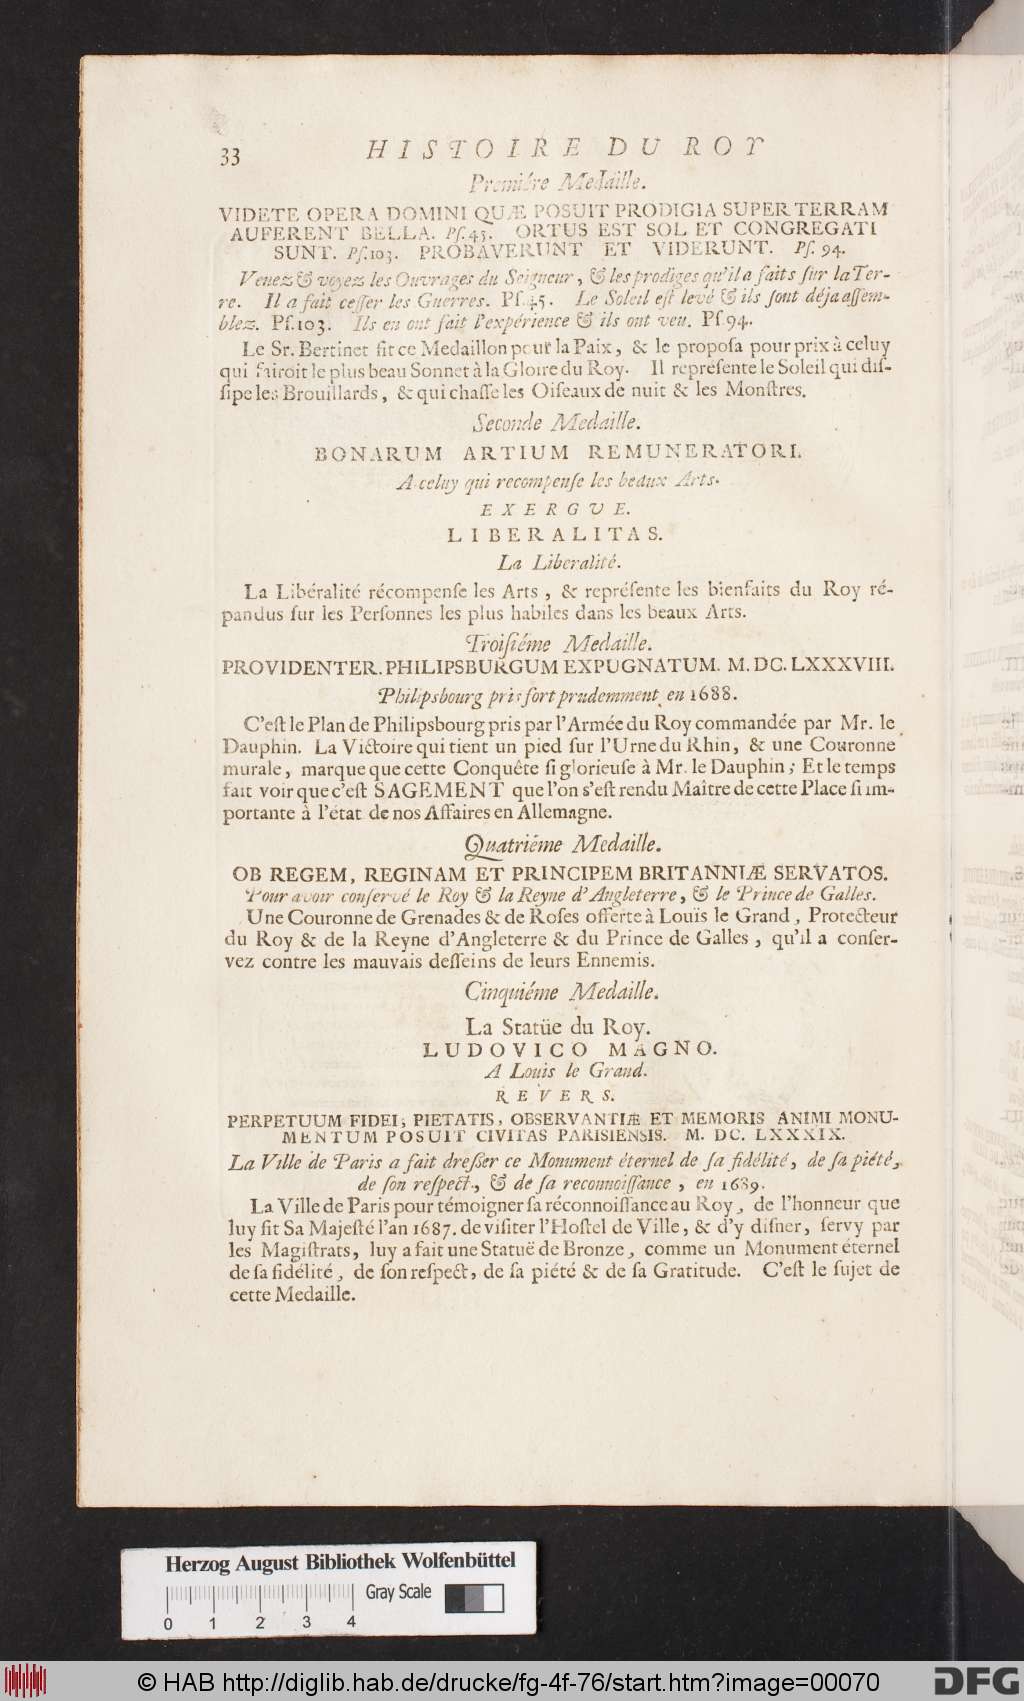 33 HISTOIRE DU ROY
Premiére Medaille.
VIDETE OPERA DOMINI QUÆ POSUIT PRODIGIA SUPER TERRAM
AUFERENT BELLA. Pſ.45. ORTUS EST SOL ET CONGREGATI
SUNT. Pſ.103. PROBAVERUNT ET VIDERUNT. Pſ. 94.
Venez & voyez les Ouvrages du Seigneur, & les prodiges qu'il a faits ſur la Ter-
re. Il a fait ceſſer les Guerres. Pſ.45. Le Soleil eſt levé & ils ſont déja aſſem-
blez. Pſ.103. Ils en ont fait l'expérience & ils ont veu. Pſ.94.
Le Sr. Bertinet fit ce Medaillon pour la Paix, & le propoſa pour prix à celuy
qui fairoit le plus beau Sonnet à la Gloire du Roy. Il repréſente le Soleil qui diſ-
ſipe les Brouillards, & qui chaſſe les Oiſeaux de nuit & les Monſtres.
Seconde Medaille.
BONARUM ARTIUM REMUNERATORI.
A celuy qui recompenſe les beaux Arts.
EXERGVE.
LIBERALITAS.
La Liberalité.
La Libéralité récompenſe les Arts, & repréſente les bienfaits du Roy ré-
pandus ſur les Perſonnes les plus habiles dans les beaux Arts.
Troiſiéme Medaille.
PROVIDENTER. PHILIPSBURGUM EXPUGNATUM. M. DC. LXXXVIII.
Philipsbourg pris fort prudemment en 1688.
C'eſt le Plan de Philipsbourg pris par l'Armée du Roy commandée par Mr. le
Dauphin. La Victoire qui tient un pied ſur l'Urne du Rhin, & une Couronne
murale, marque que cette Conquête ſi glorieuſe à Mr. le Dauphin; Et le temps
fait voir que c'eſt SAGEMENT que l'on s'eſt rendu Maître de cette Place ſi im-
portante à l'état de nos Affaires en Allemagne.
Quatriéme Medaille.
OB REGEM, REGINAM ET PRINCIPEM BRITANNIÆ SERVATOS.
Pour avoir conſervé le Roy & la Reyne d'Angleterre, & le Prince de Galles.
Une Couronne de Grenades & de Roſes offerte à Louïs le Grand, Protecteur
du Roy & de la Reyne d'Angleterre & du Prince de Galles, qu'il a conſer-
vez contre les mauvais deſſeins de leurs Ennemis.
Cinquiéme Medaille.
La Statüe du Roy.
LUDOVICO MAGNO.
A Louis le Grand.
REVERS.
PERPETUUM FIDEI, PIETATIS, OBSERVANTIÆ ET MEMORIS ANIMI MONU-
MENTUM POSUIT CIVITAS PARISIENSIS. M. DC. LXXXIX.
La Ville de Paris a fait dreßer ce Monument éternel de ſa fidélité, de ſa piété,
de ſon reſpect, & de ſa reconnoiſſance, en 1689.
La Ville de Paris pour témoigner ſa réconnoiſſance au Roy, de l'honneur que
luy fit Sa Majeſté l'an 1687. de viſiter l'Hoſtel de Ville, & d'y diſner, ſervy par
les Magiſtrats, luy a fait une Statuë de Bronze, comme un Monument éternel
de ſa fidélité, de ſon reſpect, de ſa piété & de ſa Gratitude. C'eſt le ſujet de
cette Medaille.
Herzog August Bibliothek Wolfenbüttel
Gray Scale
0 1 2 3 4
© HAB http://diglib.hab.de/drucke/fg-4f-76/start.htm?image=00070
DFG